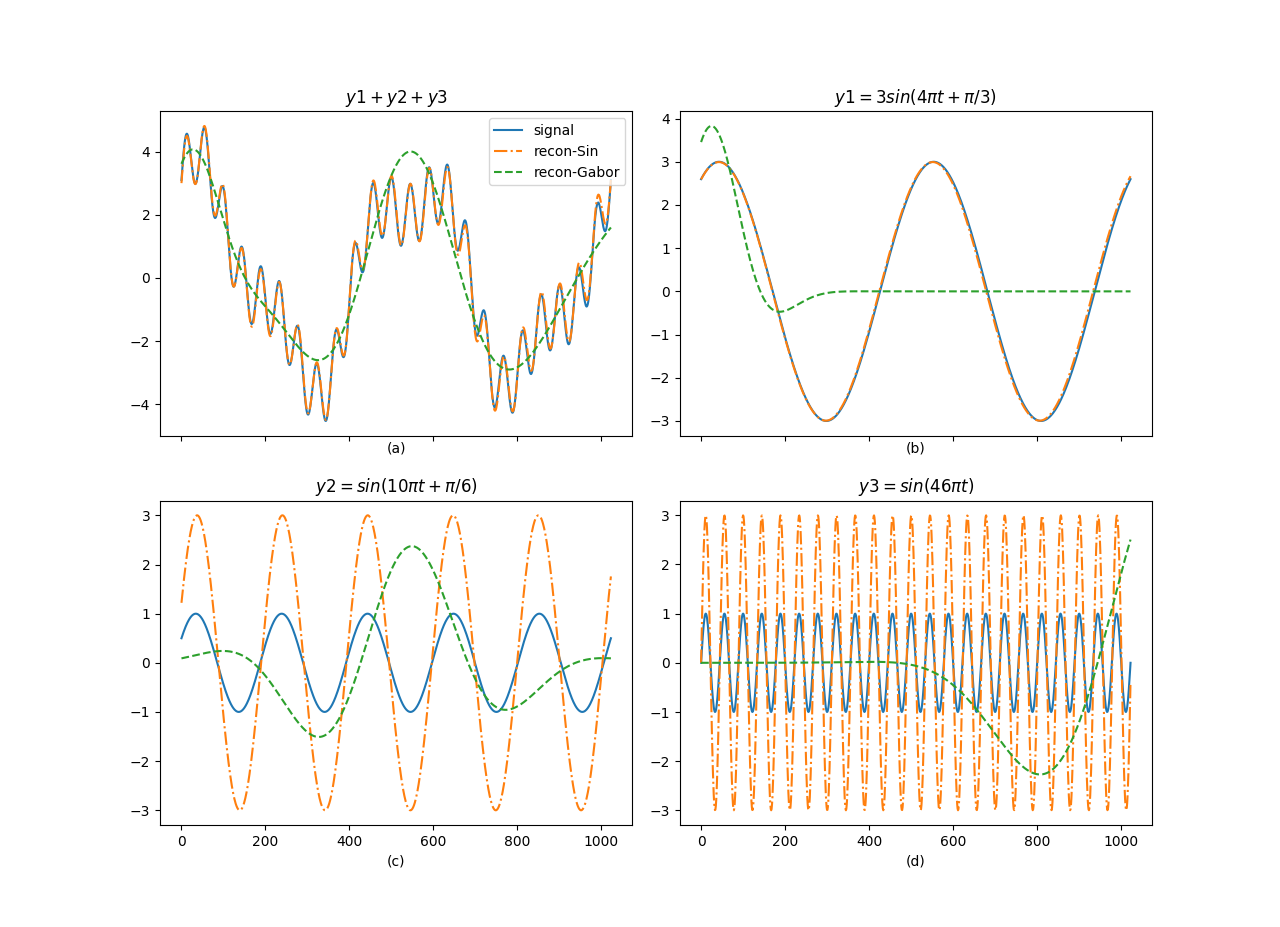 y1 + y2 + y3
signal
recon-Sin
recon-Gabor
4
2
0
−2
−4
(a)
y1 = 3sin(4πt + π/3)
4
3
2
1
0
−1
−2
−3
(b)
y2 = sin(10πt + π/6)
3
2
1
0
−1
−2
−3
0 200 400 600 800 1000
(c)
y3 = sin(46πt)
3
2
1
0
−1
−2
−3
0 200 400 600 800 1000
(d)